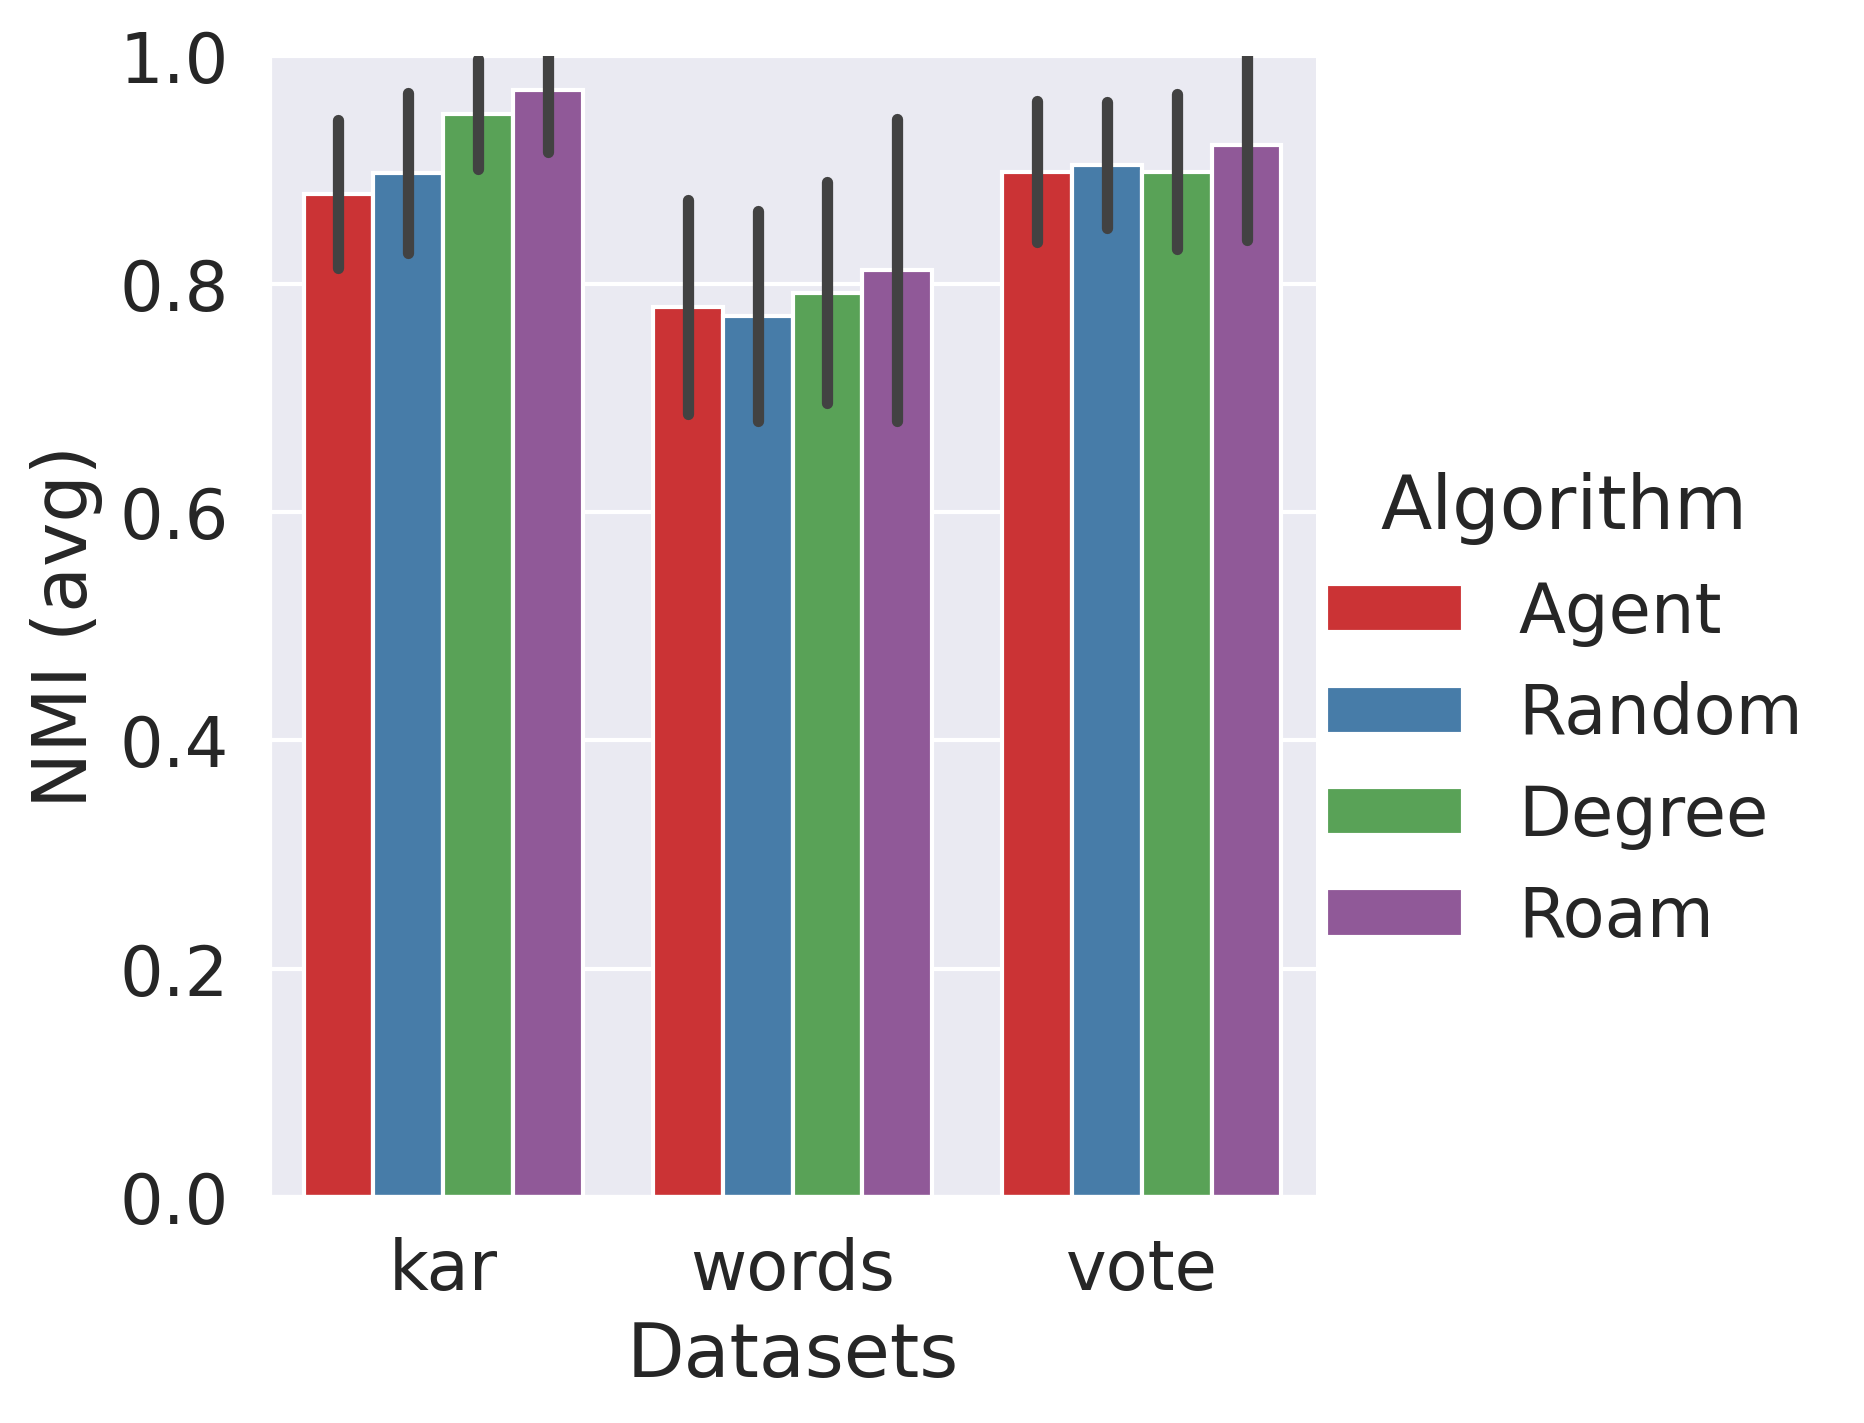 1.0
0.8
0.6
0.4
0.2
0.0
NMI (avg)
kar words vote
Datasets
Algorithm
Agent
Random
Degree
Roam